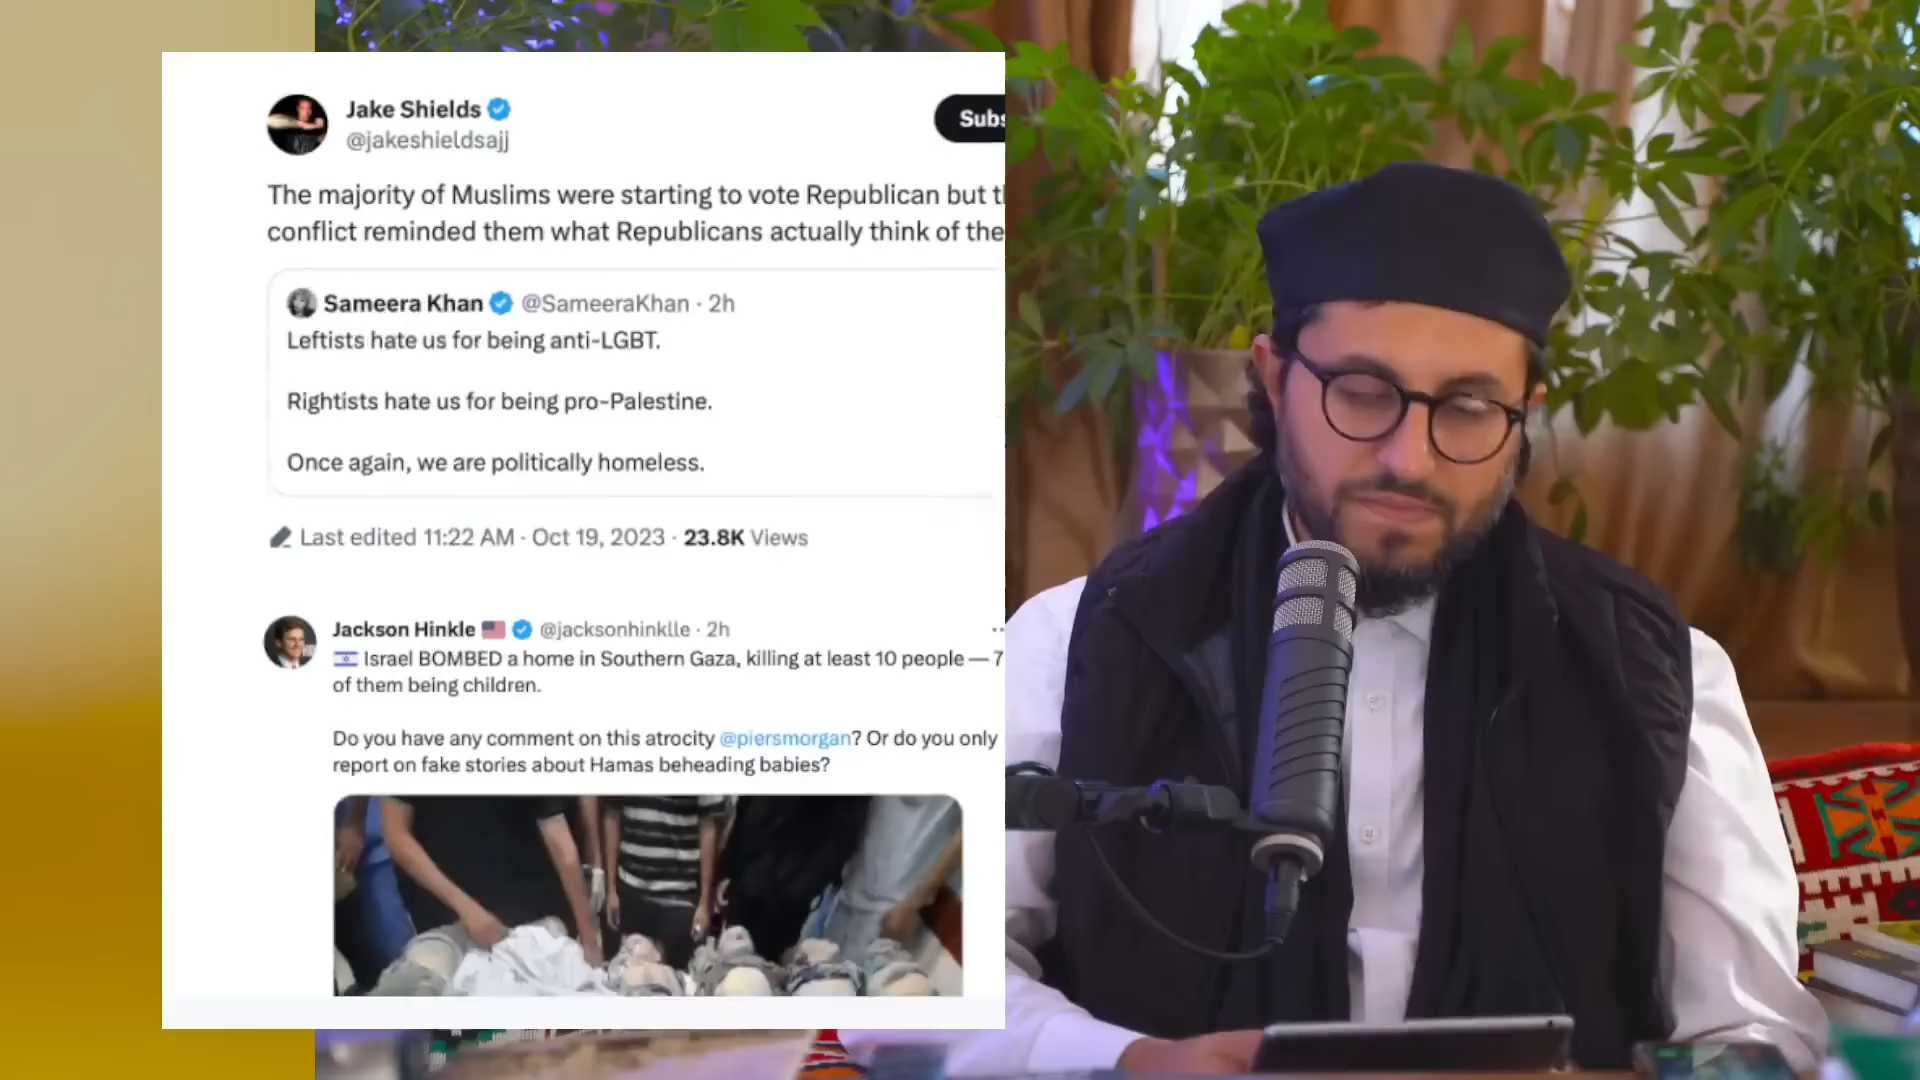 Jake Shields
Subs
@jakeshieldsajj
The majority of Muslims were starting to vote Republican but t
conflict reminded them what Republicans actually think of the
Sameera Khan @SameeraKhan · 2h
Leftists hate us for being anti-LGBT.
Rightists hate us for being pro-Palestine.
Once again, we are politically homeless.
Last edited 11:22 AM · Oct 19, 2023 · 23.8K Views
Jackson Hinkle @jacksonhinklle · 2h
Israel BOMBED a home in Southern Gaza, killing at least 10 people — 7
of them being children.
Do you have any comment on this atrocity @piersmorgan? Or do you only
report on fake stories about Hamas beheading babies?